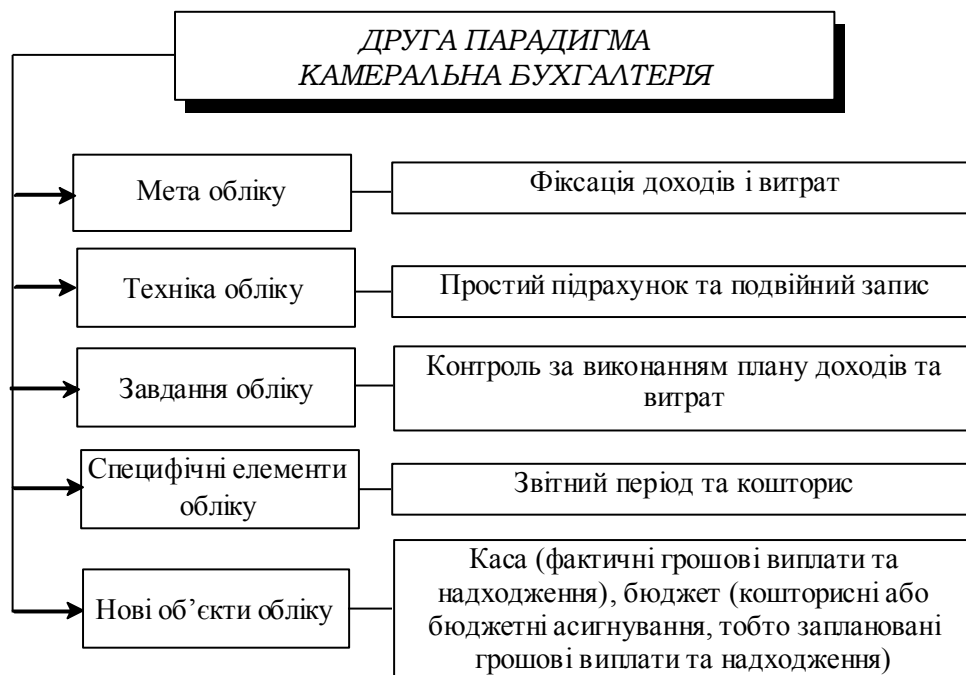 ДРУГА ПАРАДИГМА
КАМЕРАЛЬНА БУХГАЛТЕРІЯ
Мета обліку
Фіксація доходів і витрат
Техніка обліку
Простий підрахунок та подвійний запис
Завдання обліку
Контроль за виконанням плану доходів та
витрат
Специфічні елементи
обліку
Звітний період та кошторис
Нові об’єкти обліку
Каса (фактичні грошові виплати та
надходження), бюджет (кошторисні або
бюджетні асигнування, тобто заплановані
грошові виплати та надходження)